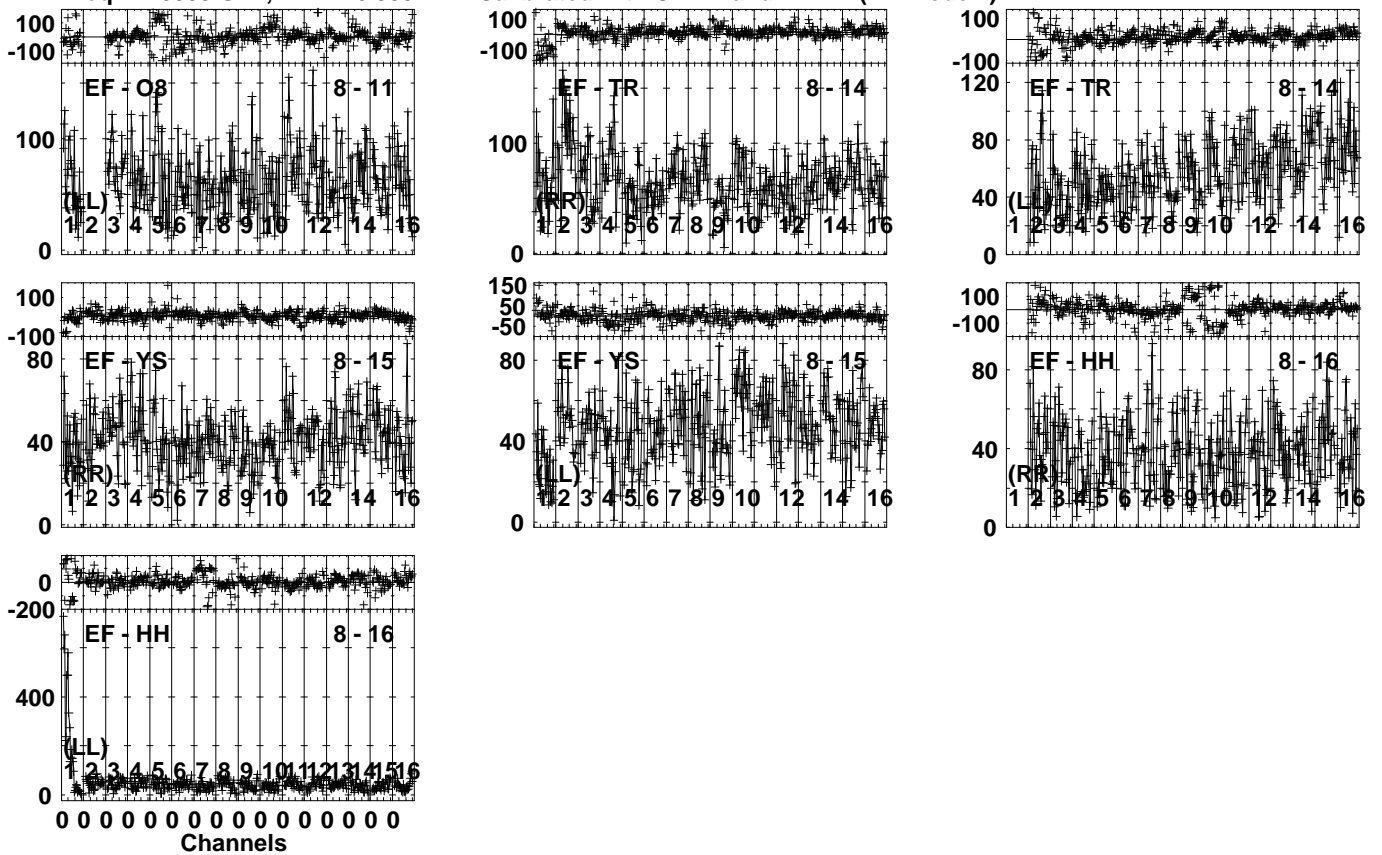 100
-100
EF - O8 8 - 11
100
(LL)
1 2 3 4 5 6 7 8 9 10 12 14 16
0
100
-100
EF - TR 8 - 14
100
(RR)
1 2 3 4 5 6 7 8 9 10 12 14 16
0
100
-100
120
EF - TR 8 - 14
80
40
(LL)
1 2 3 4 5 6 7 8 9 10 12 14 16
0
100
-100
80
EF - YS 8 - 15
40
(RR)
1 2 3 4 5 6 7 8 9 10 12 14 16
0
150
50
-50
80
EF - YS 8 - 15
40
(LL)
1 2 3 4 5 6 7 8 9 10 12 14 16
0
100
-100
80
EF - HH 8 - 16
40
(RR)
1 2 3 4 5 6 7 8 9 10 12 14 16
0
0
-200
EF - HH 8 - 16
400
(LL)
1 2 3 4 5 6 7 8 9 10 11 12 13 14 15 16
0
0 0 0 0 0 0 0 0 0 0 0 0 0 0 0 0
Channels